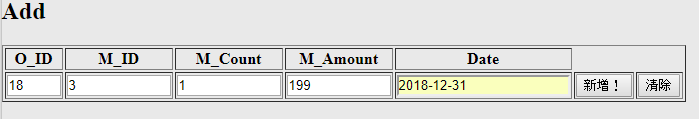 Add
O_ID M_ID M_Count M_Amount Date
18 3 1 199 2018-12-31 新增！ 清除